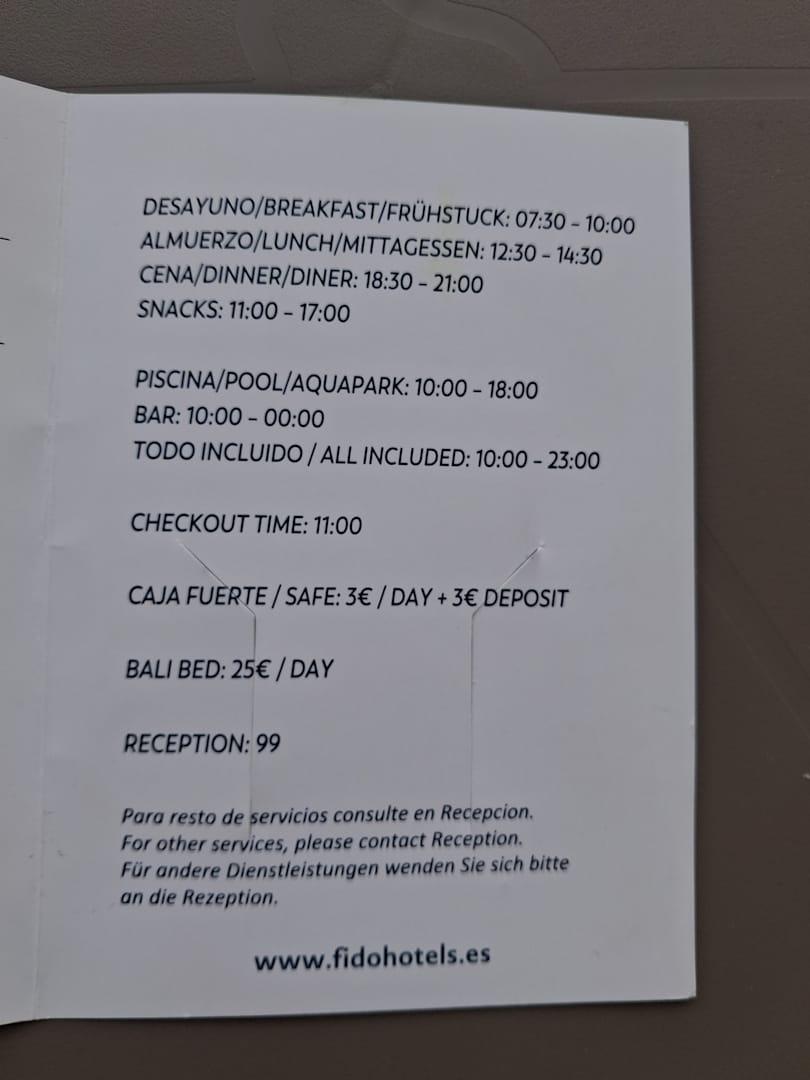 DESAYUNO/BREAKFAST/FRÜHSTUCK: 07:30 – 10:00
ALMUERZO/LUNCH/MITTAGESSEN: 12:30 – 14:30
CENA/DINNER/DINER: 18:30 – 21:00
SNACKS: 11:00 – 17:00
PISCINA/POOL/AQUAPARK: 10:00 – 18:00
BAR: 10:00 – 00:00
TODO INCLUIDO / ALL INCLUDED: 10:00 – 23:00
CHECKOUT TIME: 11:00
CAJA FUERTE / SAFE: 3€ / DAY + 3€ DEPOSIT
BALI BED: 25€ / DAY
RECEPTION: 99
Para resto de servicios consulte en Recepcion.
For other services, please contact Reception.
Für andere Dienstleistungen wenden Sie sich bitte
an die Rezeption.
www.fidohotels.es